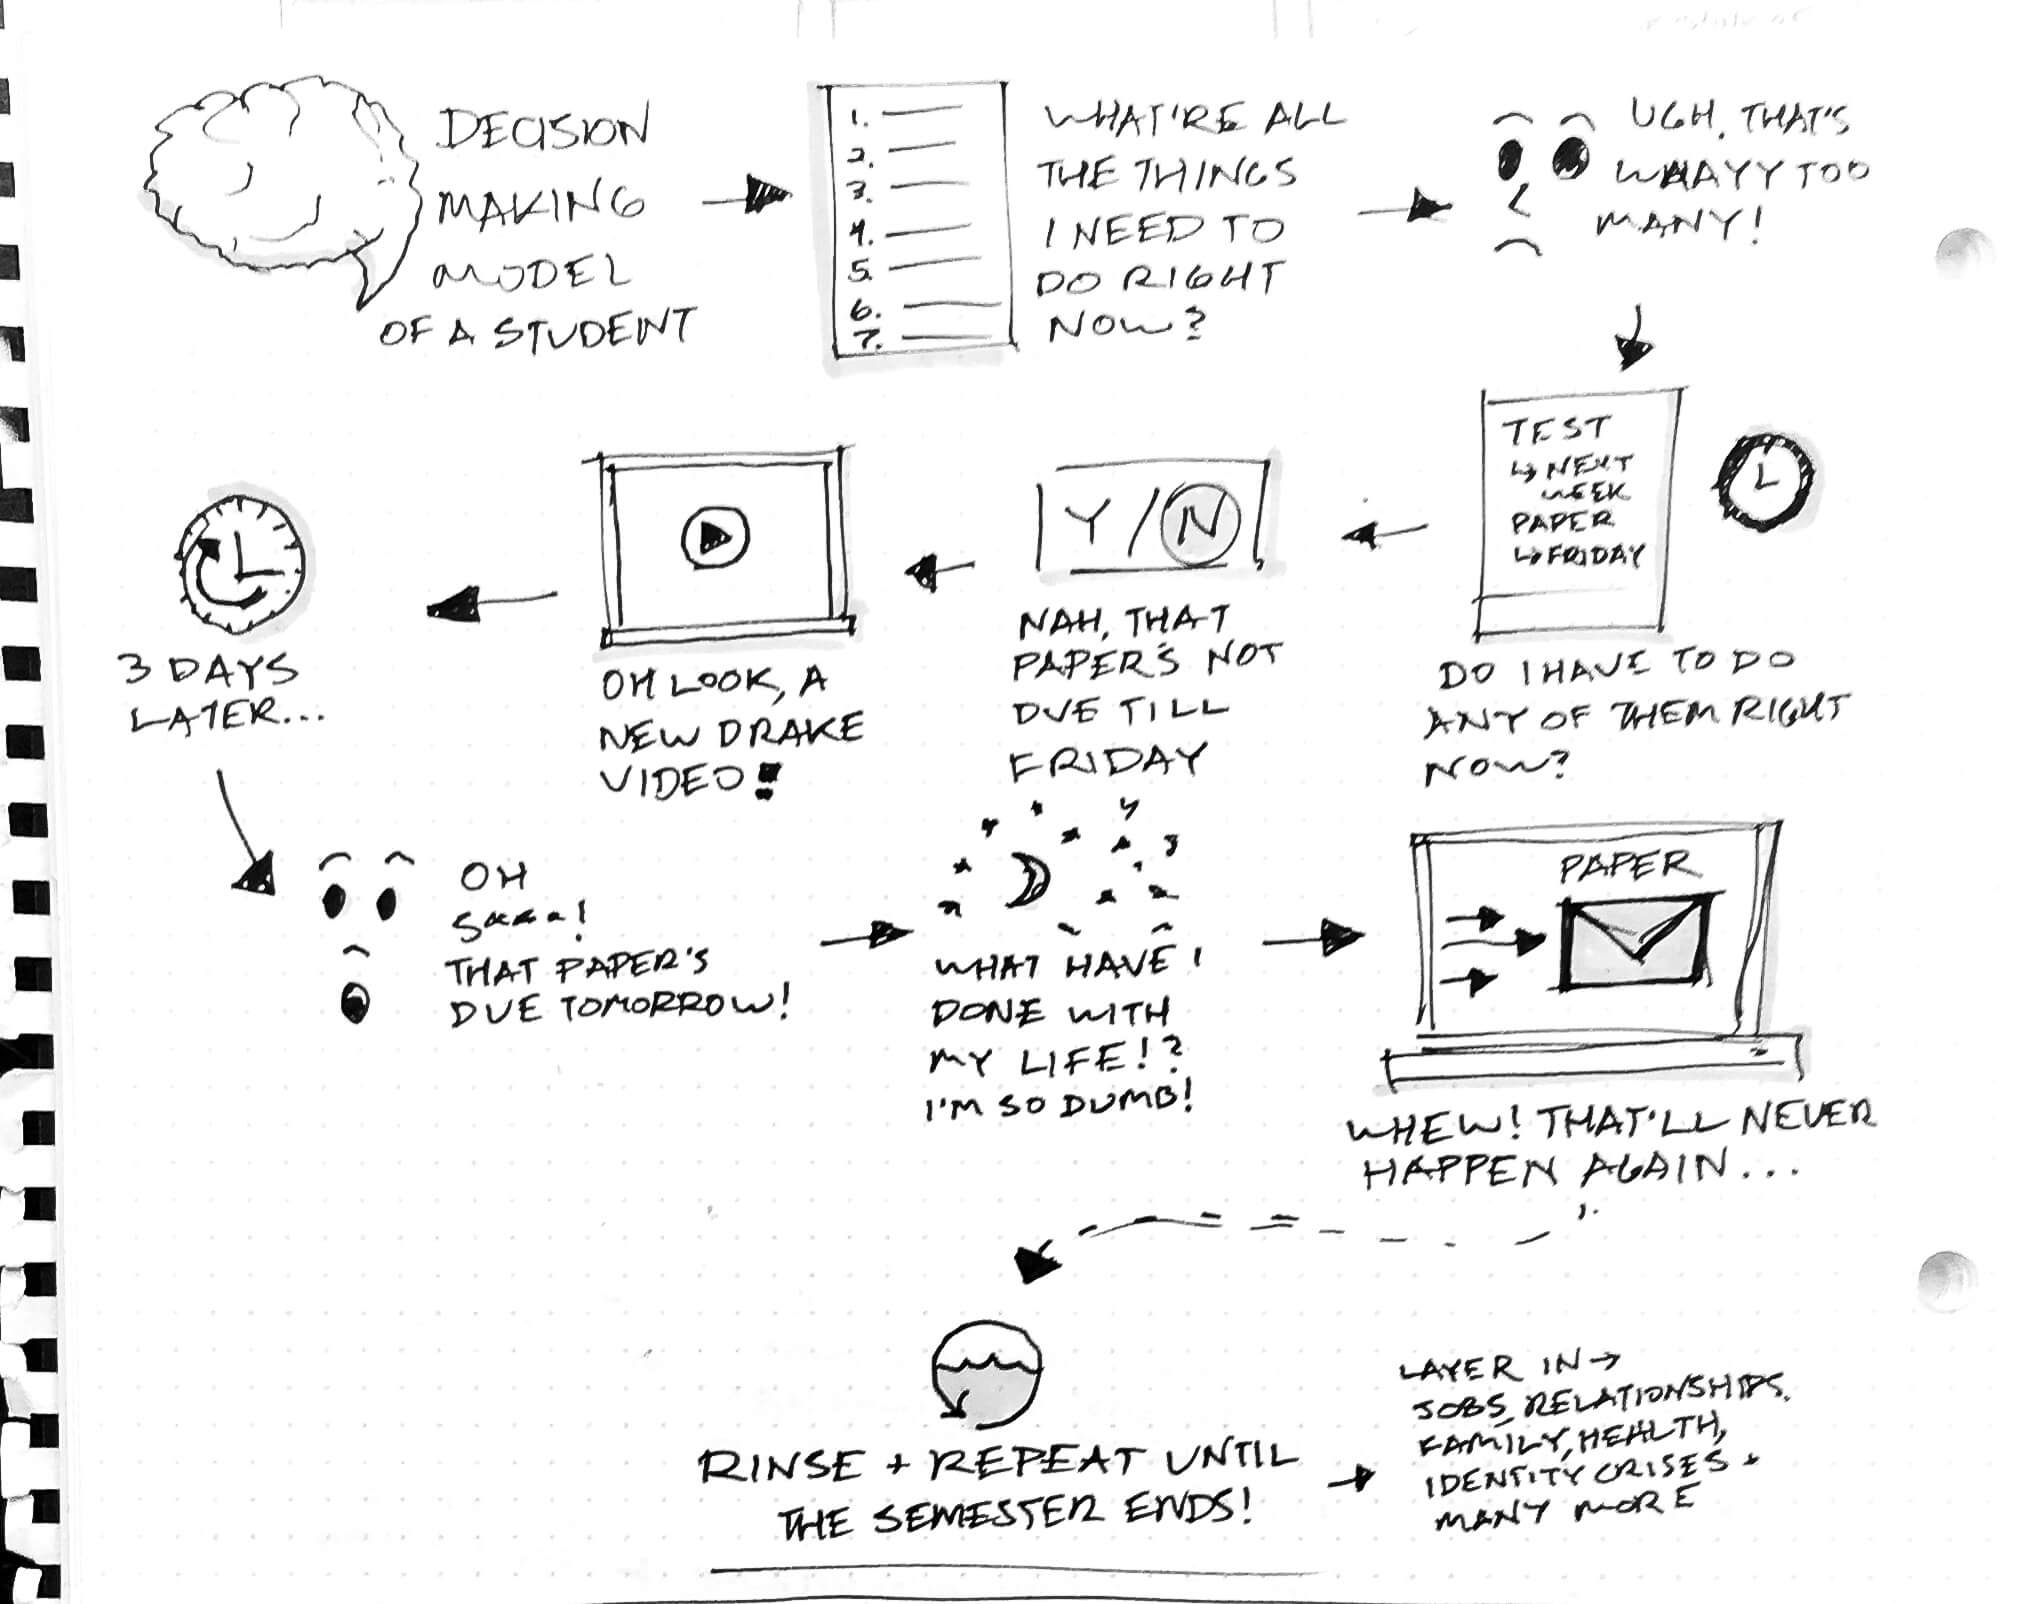 DECISION
MAKING
MODEL
OF A STUDENT
1.
2.
3.
4.
5.
6.
7.
WHAT'RE ALL
THE THINGS
I NEED TO
DO RIGHT
NOW?
UGH, THAT'S
WHAYY TOO
MANY!
TEST
↳ NEXT
WEEK
PAPER
↳ FRIDAY
DO I HAVE TO DO
ANY OF THEM RIGHT
NOW?
Y/N
NAH, THAT
PAPER'S NOT
DUE TILL
FRIDAY
OH LOOK, A
NEW DRAKE
VIDEO!!
3 DAYS
LATER...
OH
S***!
THAT PAPER'S
DUE TOMORROW!
WHAT HAVE I
DONE WITH
MY LIFE!?
I'M SO DUMB!
PAPER
WHEW! THAT'LL NEVER
HAPPEN AGAIN...
RINSE + REPEAT UNTIL
THE SEMESTER ENDS!
LAYER IN →
JOBS, RELATIONSHIPS,
FAMILY, HEALTH,
IDENTITY CRISES +
MANY MORE